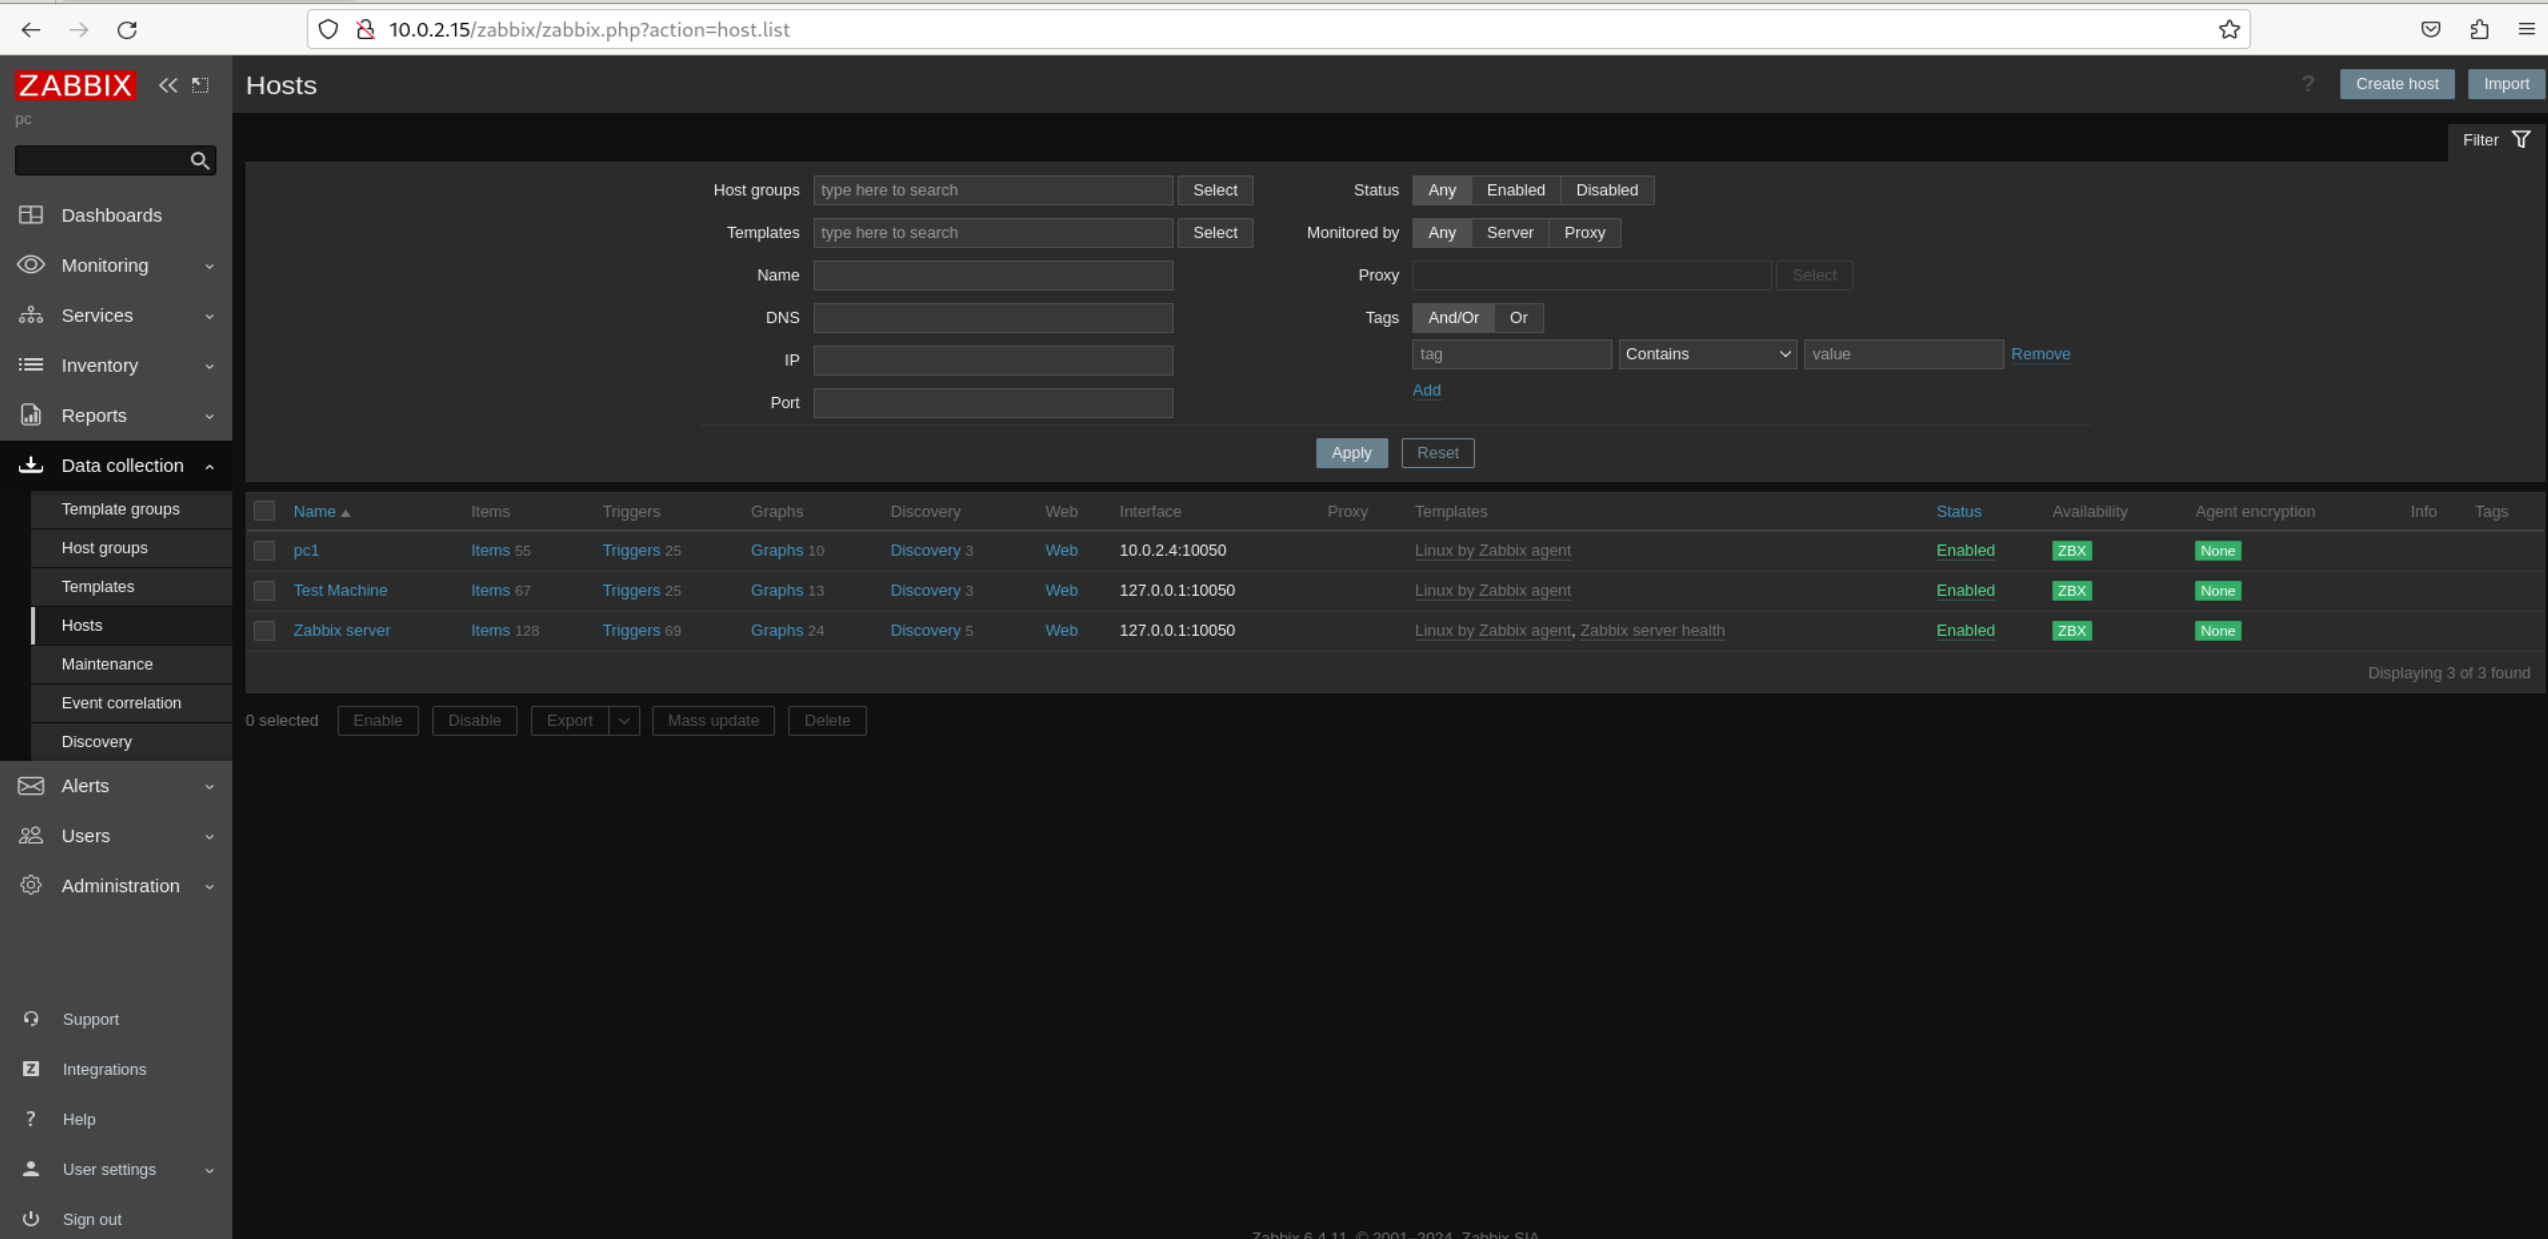 10.0.2.15/zabbix/zabbix.php?action=host.list
ZABBIX
pc
Dashboards
Monitoring
Services
Inventory
Reports
Data collection
Template groups
Host groups
Templates
Hosts
Maintenance
Event correlation
Discovery
Alerts
Users
Administration
Support
Integrations
Help
User settings
Sign out
Hosts
? Create host Import
Filter
Host groups type here to search Select
Templates type here to search Select
Name
DNS
IP
Port
Status Any Enabled Disabled
Monitored by Any Server Proxy
Proxy Select
Tags And/Or Or
tag Contains value Remove
Add
Apply Reset
Name Items Triggers Graphs Discovery Web Interface Proxy Templates Status Availability Agent encryption Info Tags
pc1 Items 55 Triggers 25 Graphs 10 Discovery 3 Web 10.0.2.4:10050 Linux by Zabbix agent Enabled ZBX None
Test Machine Items 67 Triggers 25 Graphs 13 Discovery 3 Web 127.0.0.1:10050 Linux by Zabbix agent Enabled ZBX None
Zabbix server Items 128 Triggers 69 Graphs 24 Discovery 5 Web 127.0.0.1:10050 Linux by Zabbix agent, Zabbix server health Enabled ZBX None
Displaying 3 of 3 found
0 selected Enable Disable Export Mass update Delete
Zabbix 6.4.11. © 2001–2024, Zabbix SIA